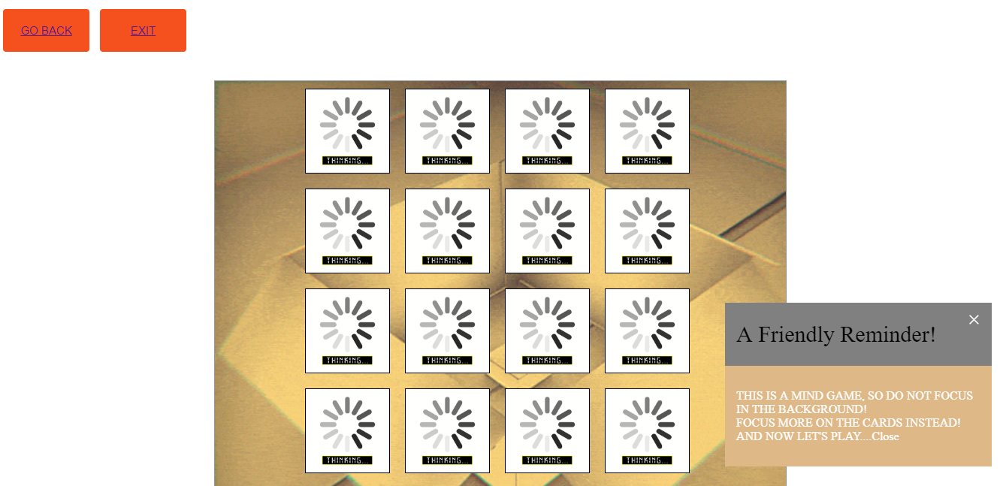 GO BACK EXIT
THINKING... THINKING... THINKING... THINKING...
THINKING... THINKING... THINKING... THINKING...
THINKING... THINKING... THINKING... THINKING...
THINKING... THINKING... THINKING... THINKING...
A Friendly Reminder!
THIS IS A MIND GAME, SO DO NOT FOCUS
IN THE BACKGROUND!
FOCUS MORE ON THE CARDS INSTEAD!
AND NOW LET'S PLAY....Close